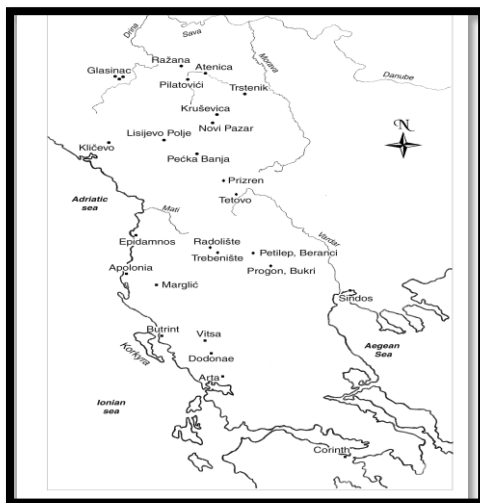 Drina
Sava
Morava
Danube
Ražana
Atenica
Glasinac
Pilatovići
Trstenik
Kruševica
Novi Pazar
Lisijevo Polje
Kličevo
Pećka Banja
N
Prizren
Tetovo
Adriatic
sea
Mati
Vardar
Epidamnos
Radolište
Trebenište
Petilep, Beranci
Progon, Bukri
Apolonia
Marglić
Sindos
Butrint
Vitsa
Korkyra
Dodonae
Aegean
Sea
Arta
Ionian
sea
Corinth